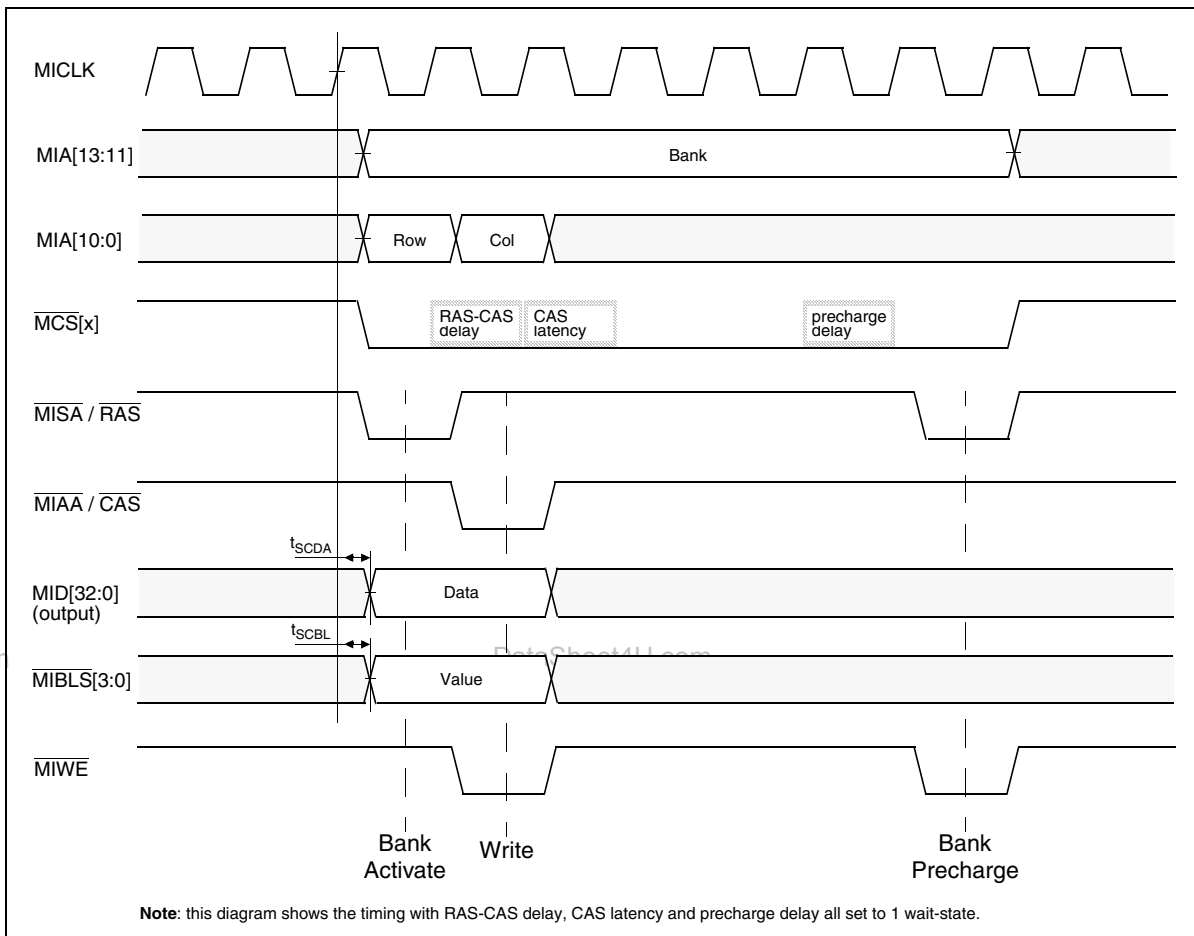 MICLK
MIA[13:11]
Bank
MIA[10:0]
Row
Col
MCS[x]
RAS-CAS
delay
CAS
latency
precharge
delay
MISA / RAS
MIAA / CAS
tSCDA
MID[32:0]
(output)
Data
tSCBL
DataSheet4U.com
MIBLS[3:0]
Value
MIWE
Bank
Activate
Write
Bank
Precharge
Note: this diagram shows the timing with RAS-CAS delay, CAS latency and precharge delay all set to 1 wait-state.